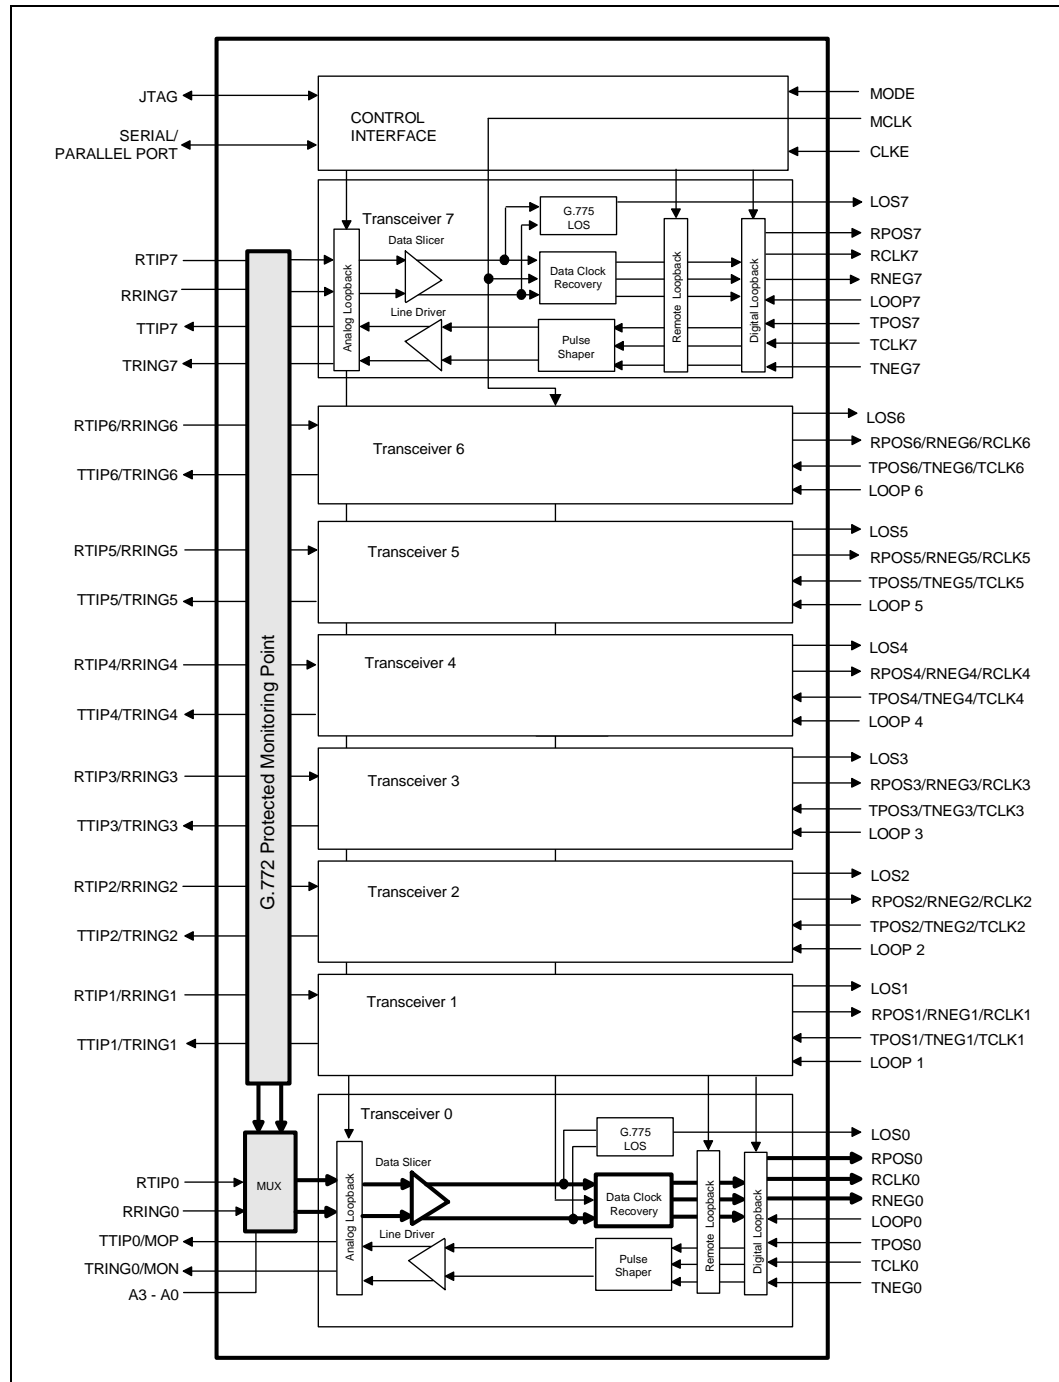 JTAG
SERIAL/
PARALLEL PORT
CONTROL
INTERFACE
MODE
MCLK
CLKE
Transceiver 7
G.775
LOS
LOS7
Data Slicer
RTIP7
RRING7
TTIP7
TRING7
Analog Loopback
Data Clock
Recovery
Line Driver
Pulse
Shaper
Remote Loopback
Digital Loopback
RPOS7
RCLK7
RNEG7
LOOP7
TPOS7
TCLK7
TNEG7
G.772 Protected Monitoring Point
RTIP6/RRING6
TTIP6/TRING6
Transceiver 6
LOS6
RPOS6/RNEG6/RCLK6
TPOS6/TNEG6/TCLK6
LOOP 6
RTIP5/RRING5
TTIP5/TRING5
Transceiver 5
LOS5
RPOS5/RNEG5/RCLK5
TPOS5/TNEG5/TCLK5
LOOP 5
RTIP4/RRING4
TTIP4/TRING4
Transceiver 4
LOS4
RPOS4/RNEG4/RCLK4
TPOS4/TNEG4/TCLK4
LOOP 4
RTIP3/RRING3
TTIP3/TRING3
Transceiver 3
LOS3
RPOS3/RNEG3/RCLK3
TPOS3/TNEG3/TCLK3
LOOP 3
RTIP2/RRING2
TTIP2/TRING2
Transceiver 2
LOS2
RPOS2/RNEG2/RCLK2
TPOS2/TNEG2/TCLK2
LOOP 2
RTIP1/RRING1
TTIP1/TRING1
Transceiver 1
LOS1
RPOS1/RNEG1/RCLK1
TPOS1/TNEG1/TCLK1
LOOP 1
Transceiver 0
G.775
LOS
LOS0
RTIP0
RRING0
TTIP0/MOP
TRING0/MON
A3 - A0
MUX
Analog Loopback
Data Slicer
Data Clock
Recovery
Line Driver
Pulse
Shaper
Remote Loopback
Digital Loopback
RPOS0
RCLK0
RNEG0
LOOP0
TPOS0
TCLK0
TNEG0